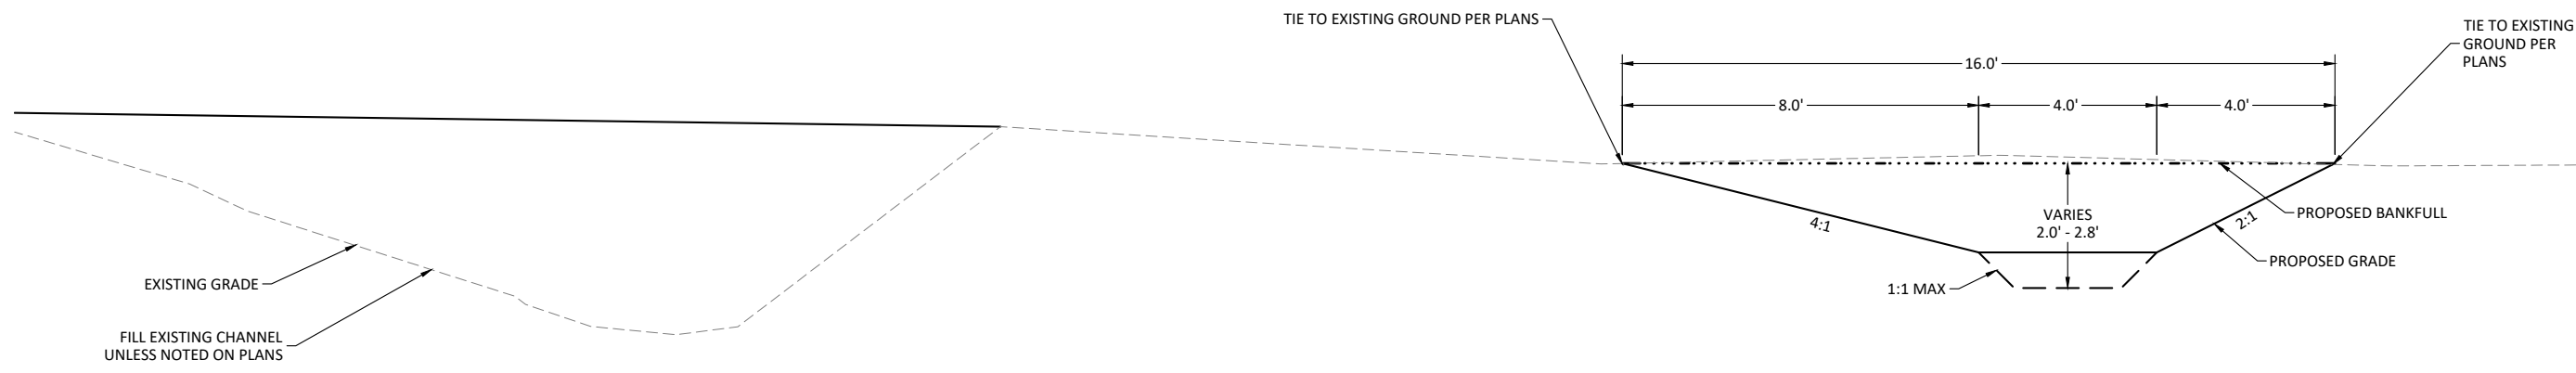 TIE TO EXISTING GROUND PER PLANS
TIE TO EXISTING
GROUND PER
PLANS
16.0'
8.0'
4.0'
4.0'
VARIES
2.0' - 2.8'
4:1
2:1
PROPOSED BANKFULL
PROPOSED GRADE
1:1 MAX
EXISTING GRADE
FILL EXISTING CHANNEL
UNLESS NOTED ON PLANS